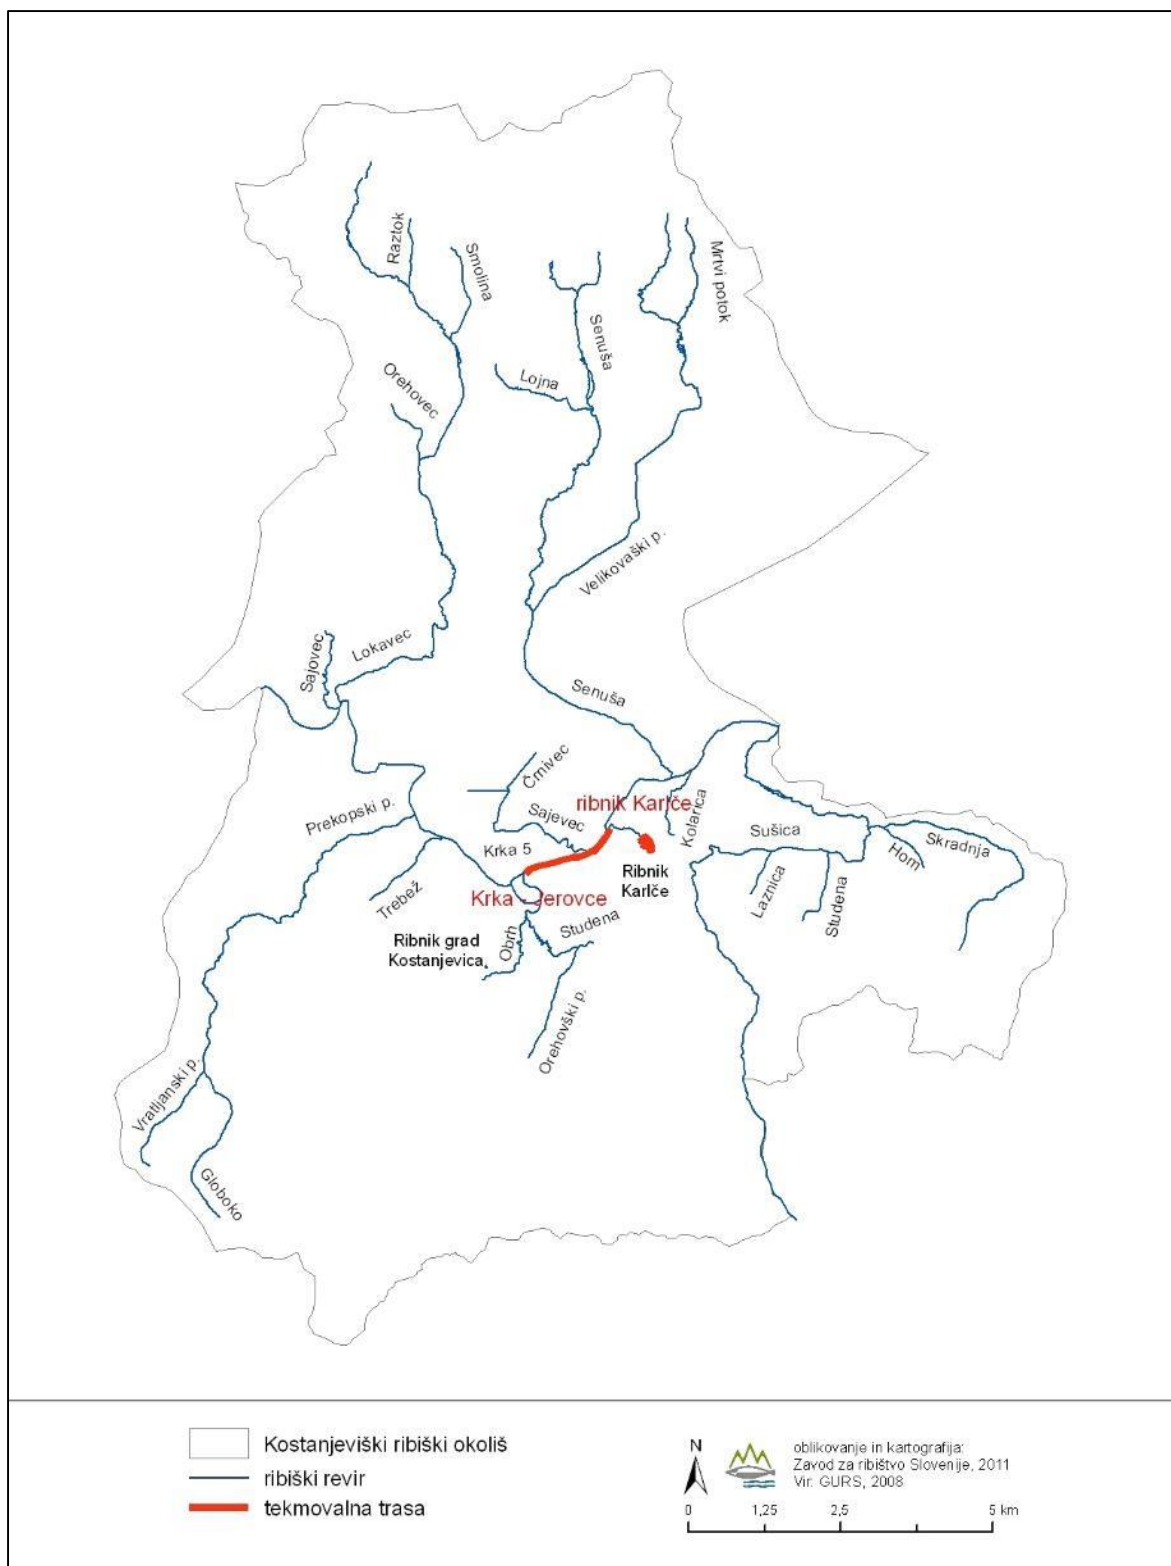 Raztok
Smolina
Mrtvi potok
Senuša
Lojna
Orehovec
Velikovaški p.
Sajovec
Lokavec
Senuša
Črnivec
ribnik Karlče
Kolarica
Prekopski p.
Sajevec
Sušica
Skradnja
Krka 5
Hom
Ribnik
Karlče
Trebež
Krka - Jerovce
Laznica
Studena
Studena
Obrh
Ribnik grad
Kostanjevica
Orehovški p.
Vratljanski p.
Globoko
Kostanjeviški ribiški okoliš
ribiški revir
tekmovalna trasa
N
oblikovanje in kartografija:
Zavod za ribištvo Slovenije, 2011
Vir: GURS, 2008
0 1,25 2,5 5 km